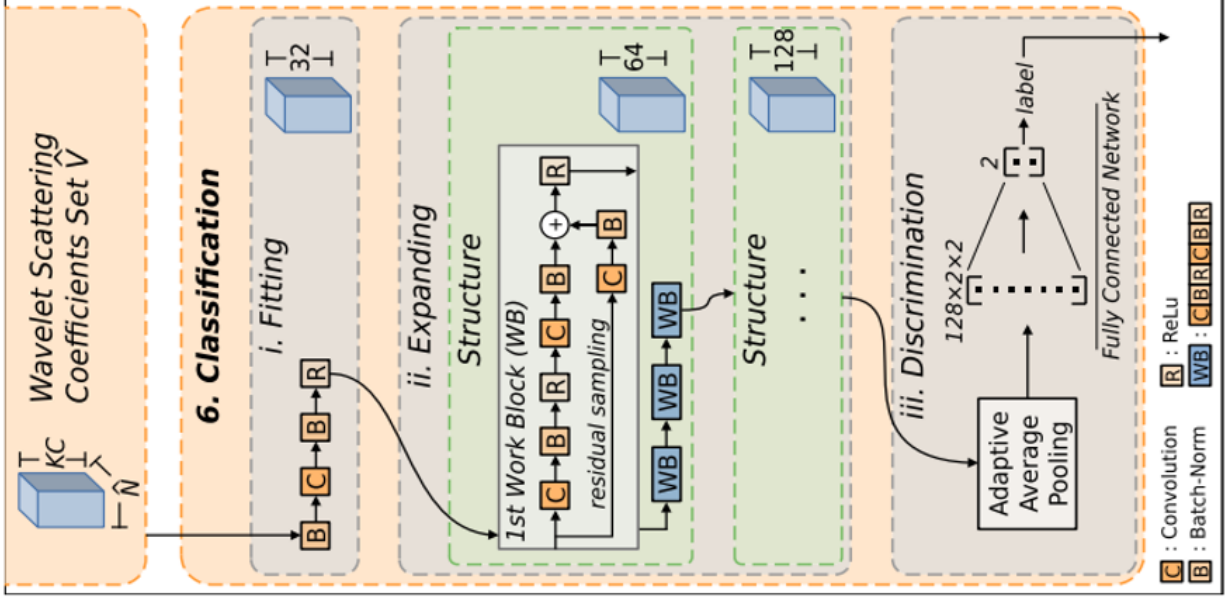 Wavelet Scattering
Coefficients Set V̂
KC
N̂
6. Classification
i. Fitting
32
B C B R
ii. Expanding
Structure
64
1st Work Block (WB)
C B R C B + R
residual sampling
C B
WB WB WB
Structure
128
. . .
iii. Discrimination
128×2×2
2
label
Adaptive
Average
Pooling
Fully Connected Network
C : Convolution
R : ReLu
B : Batch-Norm
WB : C B R C B R